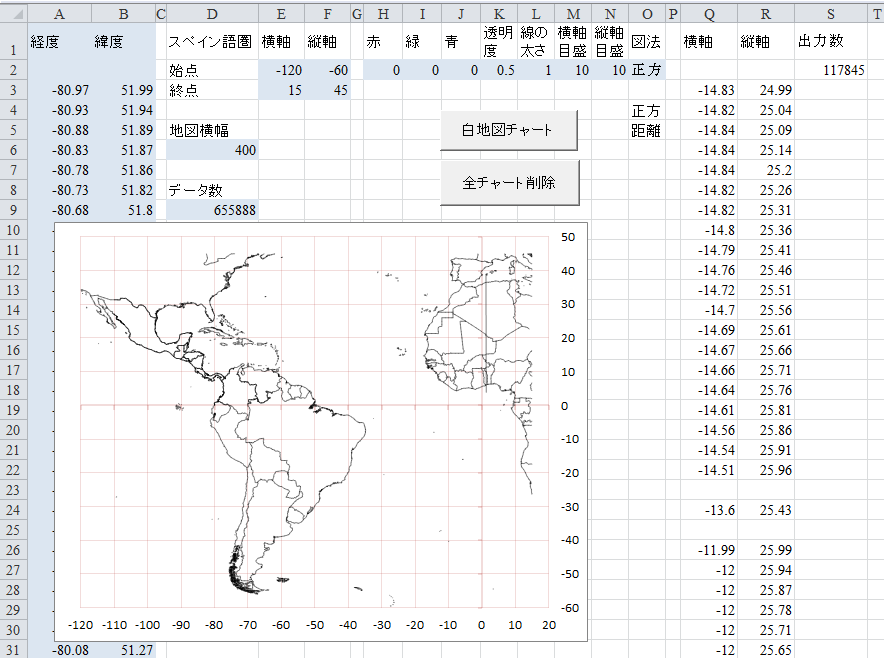 A B C D E F G H I J K L M N O P Q R S T
1 経度 緯度 スペイン語圏 横軸 縦軸 赤 緑 青 透明度 線の太さ 横軸目盛 縦軸目盛 図法 横軸 縦軸 出力数
2 始点 -120 -60 0 0 0 0.5 1 10 10 正方 117845
3 -80.97 51.99 終点 15 45 -14.83 24.99
4 -80.93 51.94 正方 -14.82 25.04
5 -80.88 51.89 地図横幅 白地図チャート 距離 -14.84 25.09
6 -80.83 51.87 400 -14.84 25.14
7 -80.78 51.86 -14.84 25.2
8 -80.73 51.82 データ数 全チャート削除 -14.82 25.26
9 -80.68 51.8 655888 -14.82 25.31
10 -14.8 25.36
11 -14.79 25.41
12 -14.76 25.46
13 -14.72 25.51
14 -14.7 25.56
15 -14.69 25.61
16 -14.67 25.66
17 -14.66 25.71
18 -14.64 25.76
19 -14.61 25.81
20 -14.56 25.86
21 -14.54 25.91
22 -14.51 25.96
23
24 -13.6 25.43
25
26 -11.99 25.99
27 -12 25.94
28 -12 25.87
29 -12 25.78
30 -12 25.71
31 -80.08 51.27 -12 25.65
50
40
30
20
10
0
-10
-20
-30
-40
-50
-60
-120 -110 -100 -90 -80 -70 -60 -50 -40 -30 -20 -10 0 10 20